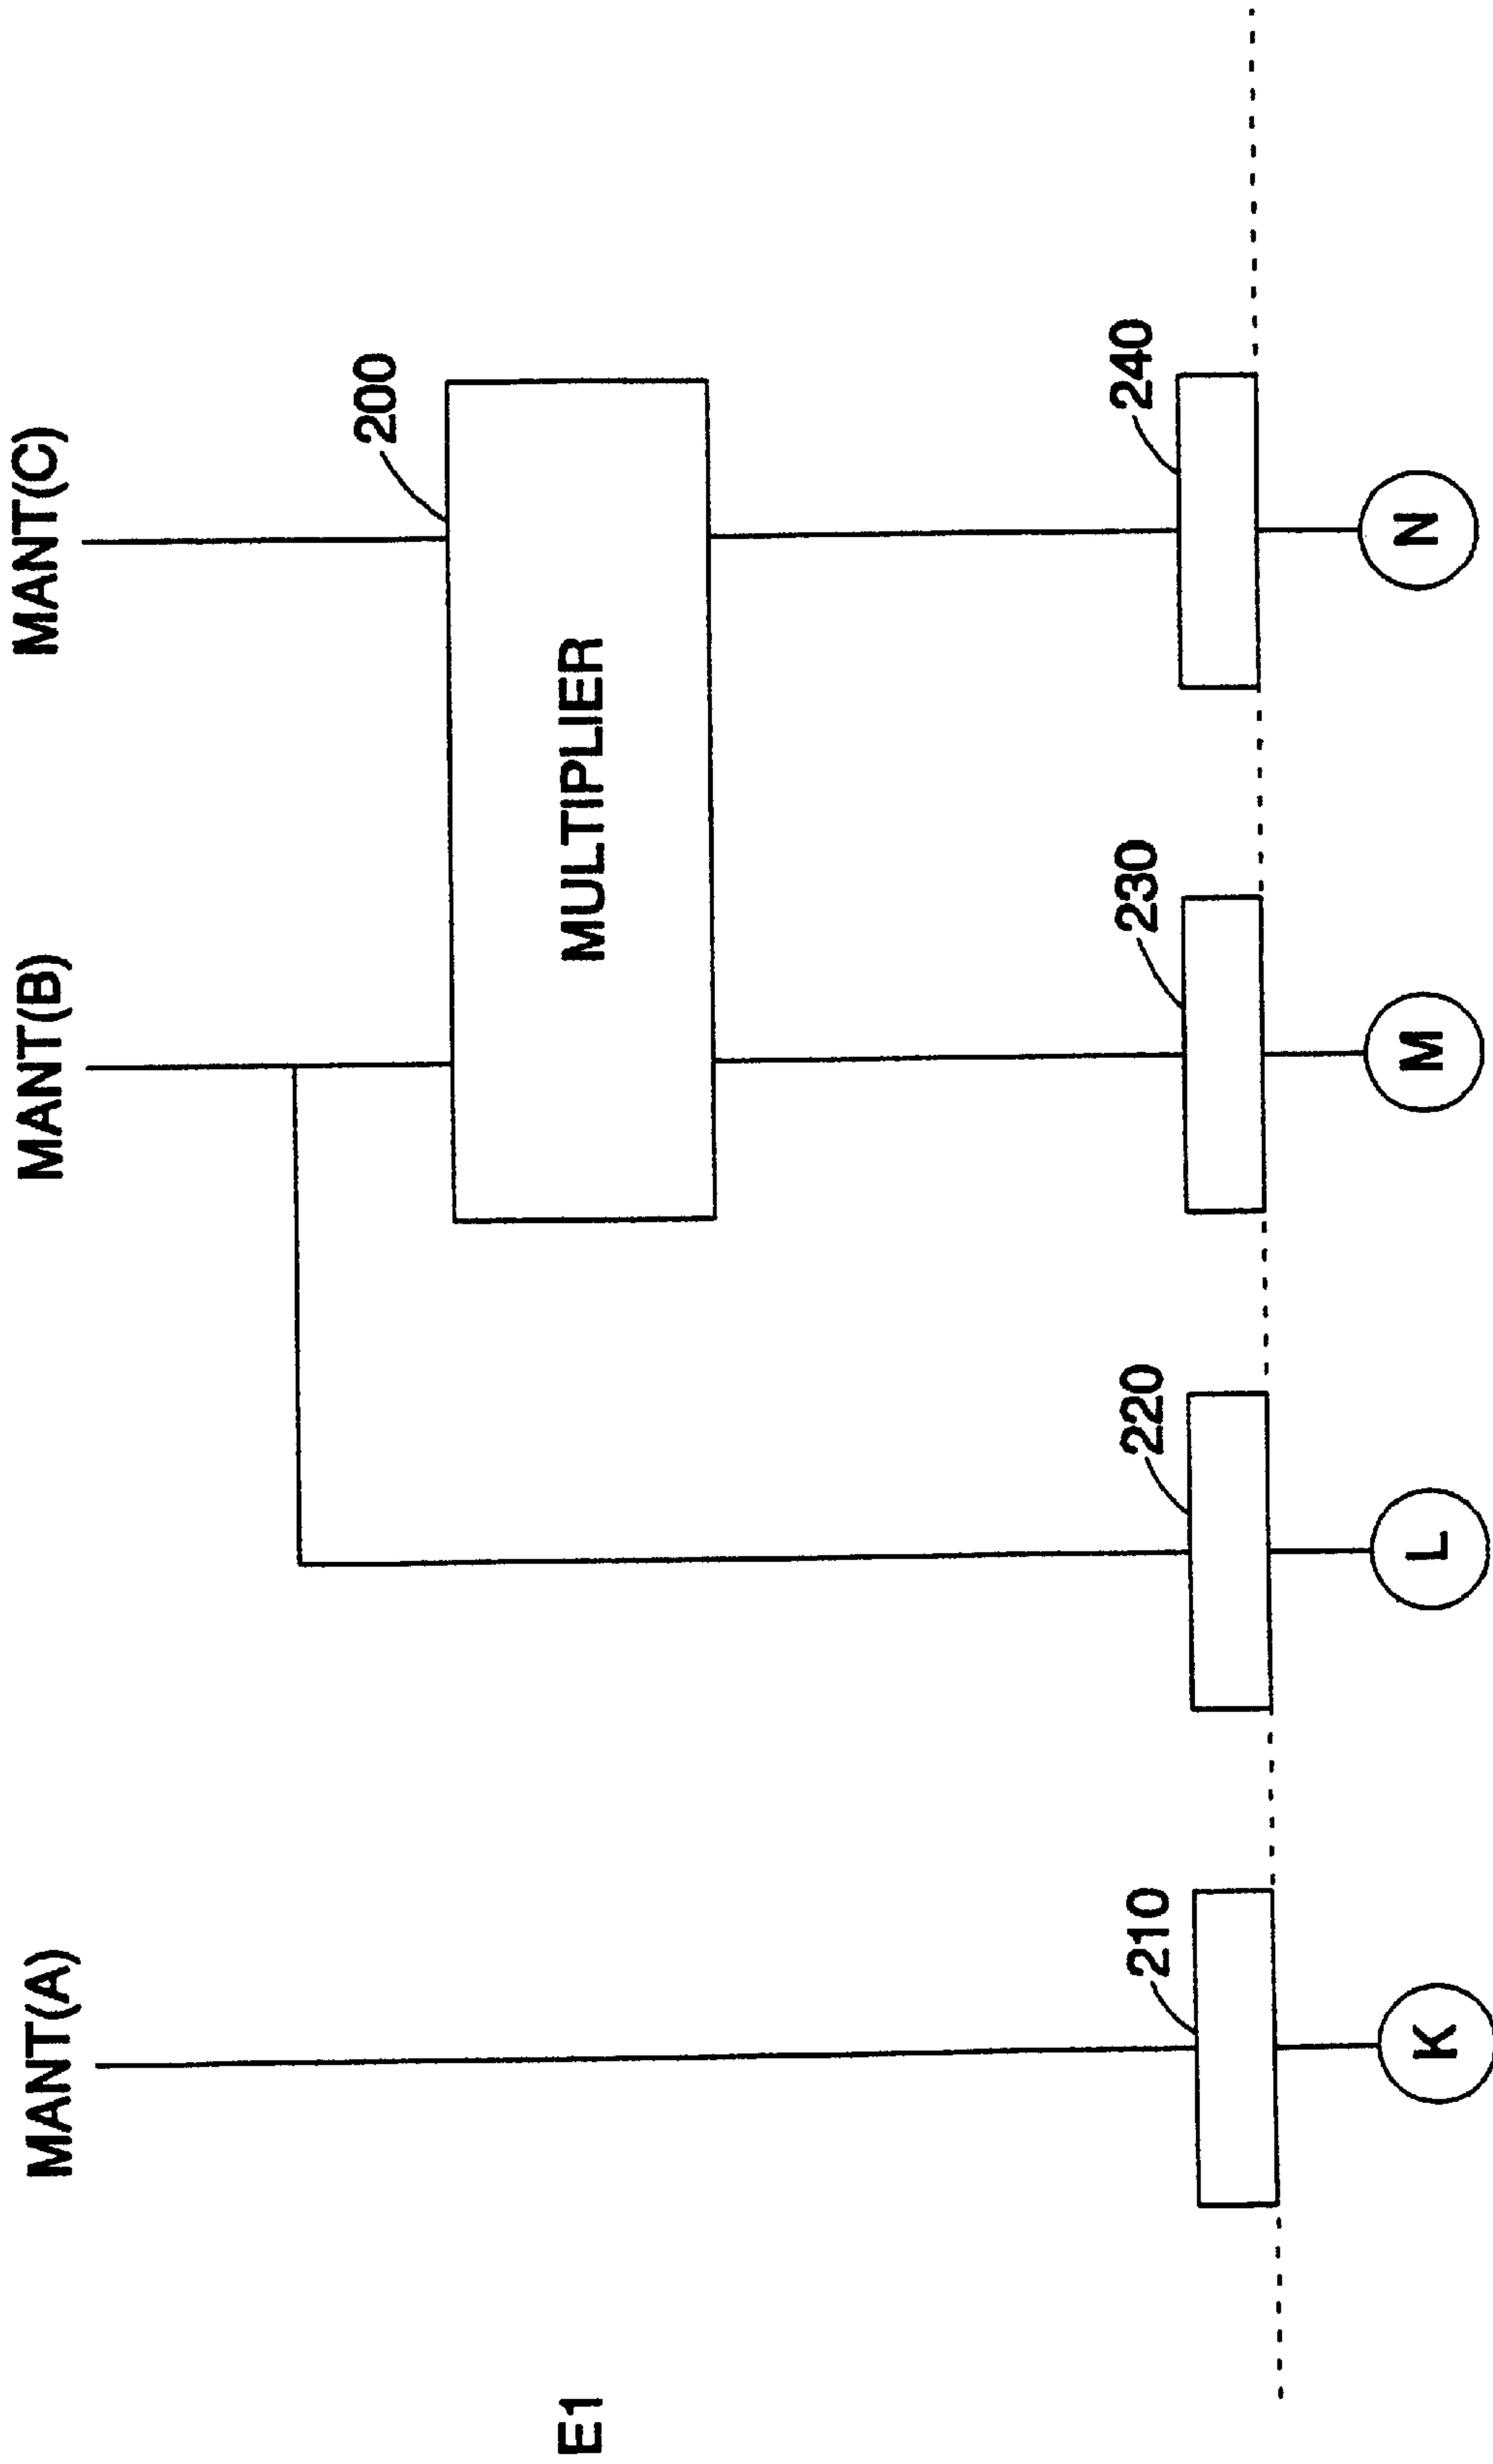 MANT(A)
MANT(B)
MANT(C)
200
E1
MULTIPLIER
210
220
230
240
K
L
M
N